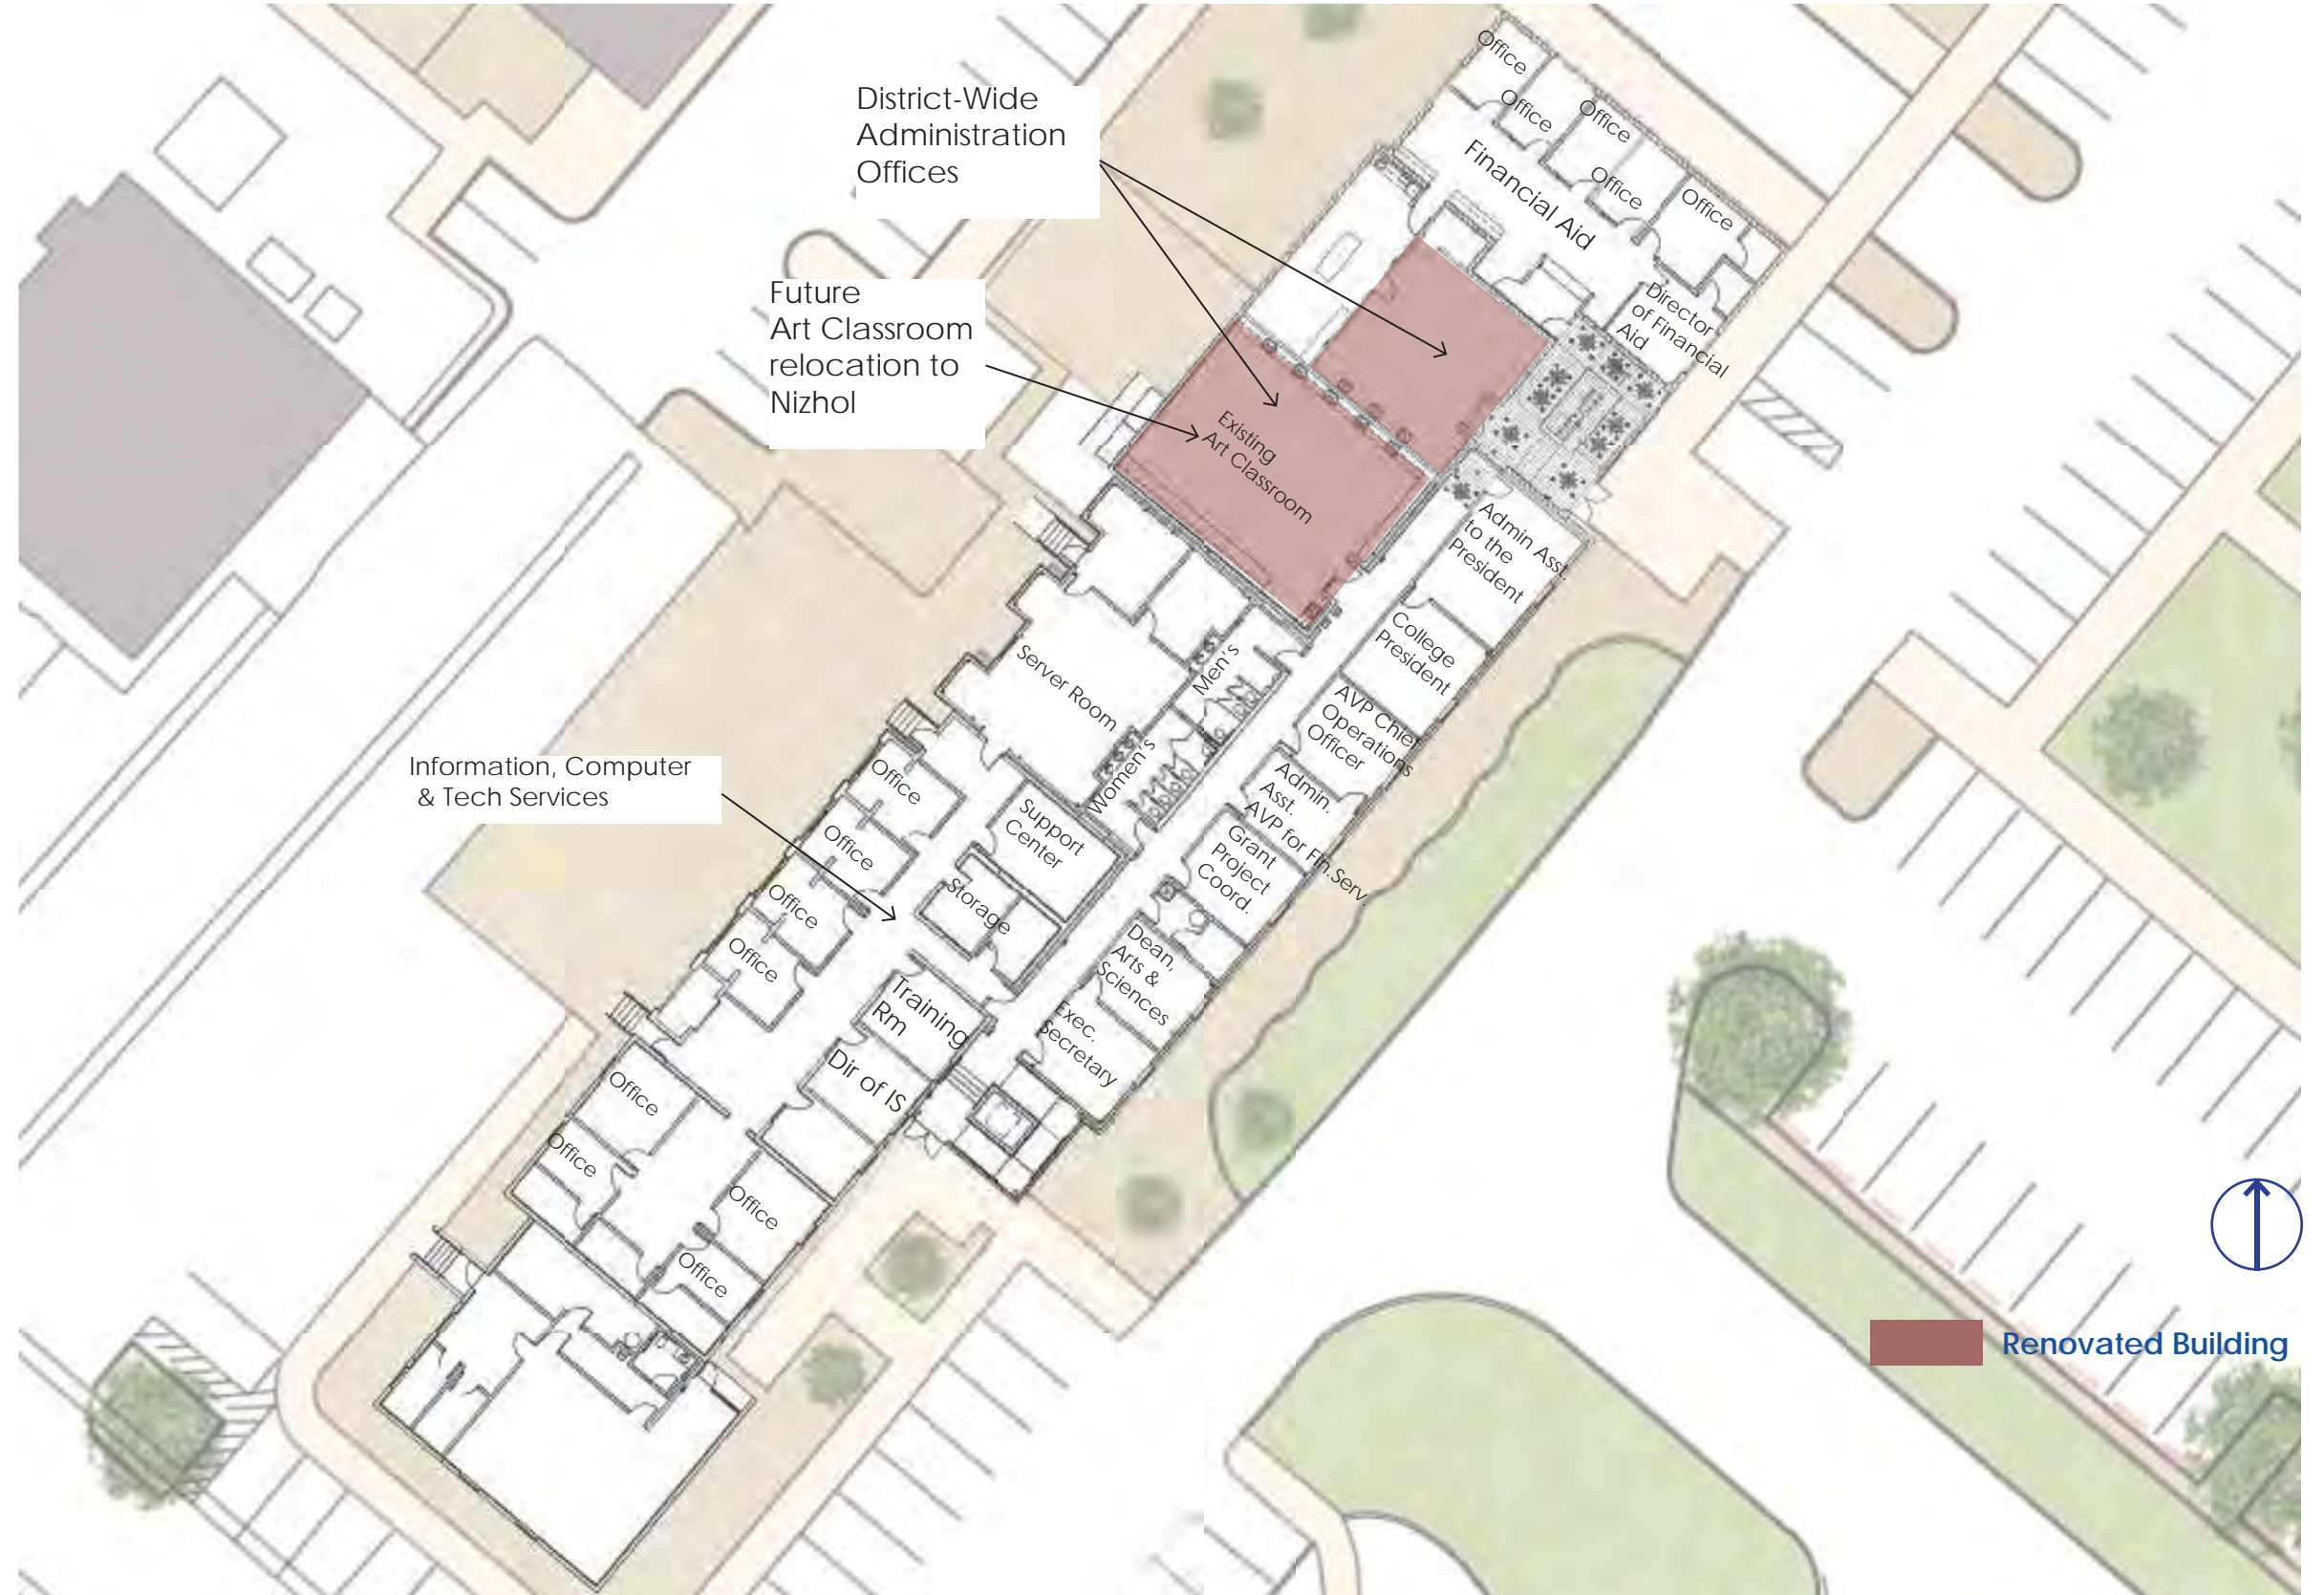 District-Wide
Administration
Offices
Future
Art Classroom
relocation to
Nizhol
Information, Computer
& Tech Services
Office
Office
Office
Office
Office
Financial Aid
Director
of Financial
Aid
Existing
Art Classroom
Admin Asst.
to the
President
College
President
AVP Chief
Operations
Officer
Admin.
Asst.
AVP for Fin.Serv.
Grant
Project
Coord.
Dean,
Arts &
Sciences
Exec.
Secretary
Men's
Women's
Server Room
Support
Center
Storage
Office
Office
Office
Office
Training
Rm
Dir of IS
Office
Office
Office
Office
Renovated Building